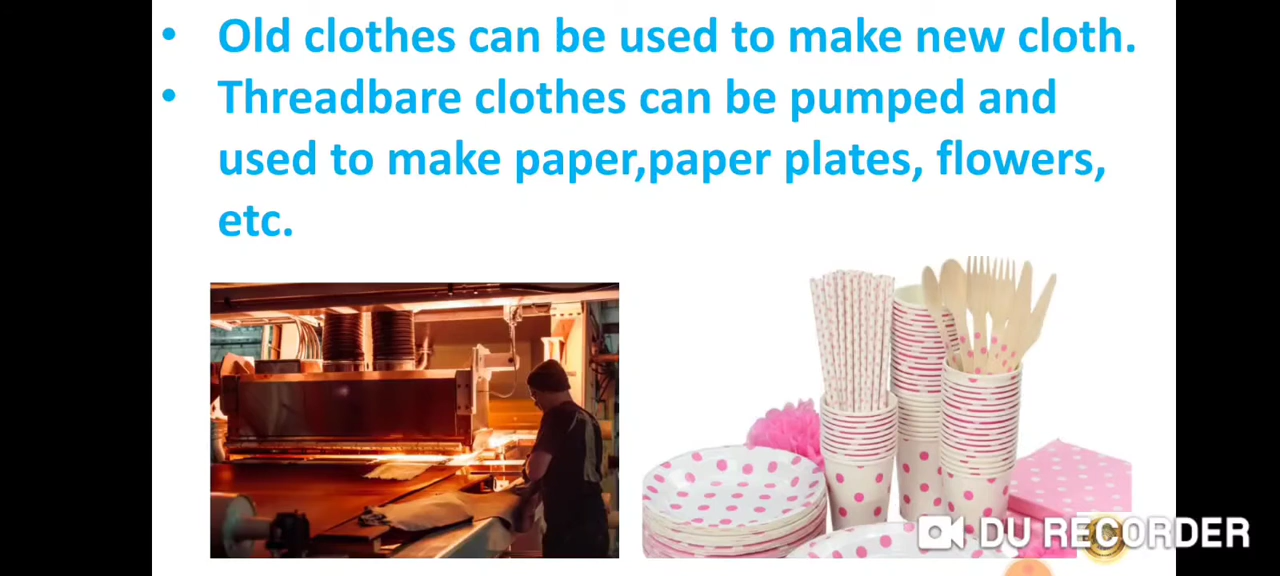 • Old clothes can be used to make new cloth.
• Threadbare clothes can be pumped and
used to make paper,paper plates, flowers,
etc.
DU RECORDER